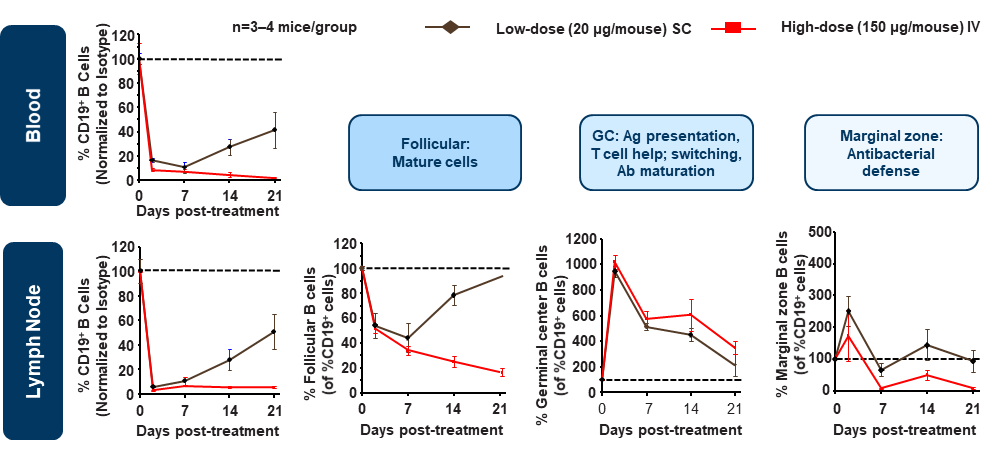 n=3–4 mice/group
Low-dose (20 µg/mouse) SC
High-dose (150 µg/mouse) IV
Blood
% CD19⁺ B Cells
(Normalized to Isotype)
120
100
80
60
40
20
0
0 7 14 21
Days post-treatment
Follicular:
Mature cells
GC: Ag presentation,
T cell help; switching,
Ab maturation
Marginal zone:
Antibacterial
defense
Lymph Node
% CD19⁺ B Cells
(Normalized to Isotype)
120
100
80
60
40
20
0
0 7 14 21
Days post-treatment
% Follicular B cells
(of %CD19⁺ cells)
120
100
80
60
40
20
0
0 7 14 21
Days post-treatment
% Germinal center B cells
(of %CD19⁺ cells)
1200
1000
800
600
400
200
0
0 7 14 21
Days post-treatment
% Marginal zone B cells
(of %CD19⁺ cells)
500
400
300
200
100
0
0 7 14 21
Days post-treatment